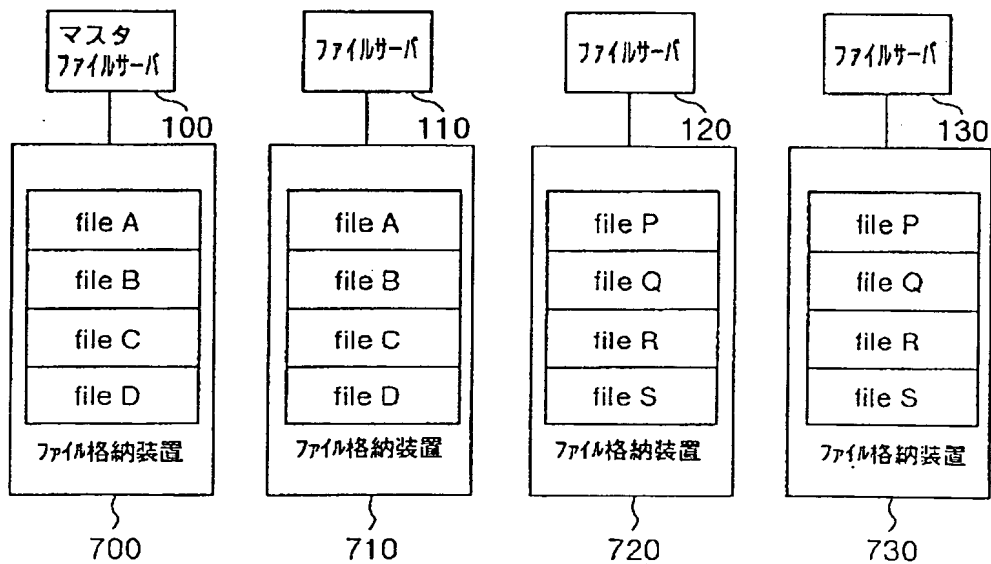 マスタ
ファイルサーバ
100
ファイルサーバ
110
ファイルサーバ
120
ファイルサーバ
130
file A
file B
file C
file D
ファイル格納装置
700
file A
file B
file C
file D
ファイル格納装置
710
file P
file Q
file R
file S
ファイル格納装置
720
file P
file Q
file R
file S
ファイル格納装置
730